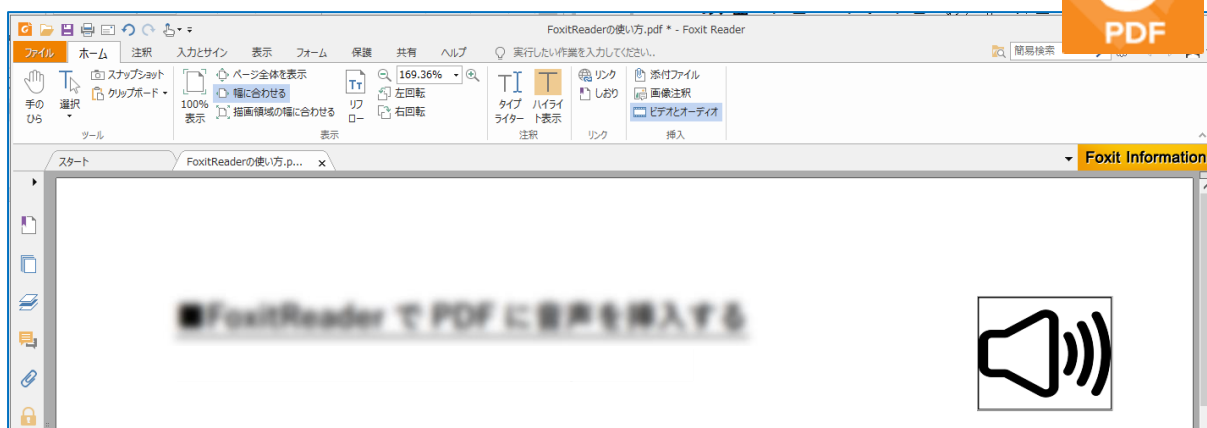 FoxitReaderの使い方.pdf * - Foxit Reader
PDF
ファイル ホーム 注釈 入力とサイン 表示 フォーム 保護 共有 ヘルプ 実行したい作業を入力してください.. 簡易検索
手のひら
選択
スナップショット
クリップボード
ツール
100%表示
ページ全体を表示
幅に合わせる
描画領域の幅に合わせる
リフロー
169.36%
左回転
右回転
表示
タイプライター
ハイライト表示
注釈
リンク
しおり
リンク
添付ファイル
画像注釈
ビデオとオーディオ
挿入
スタート FoxitReaderの使い方.p... x Foxit Information
■FoxitReader で PDF に音声を挿入する